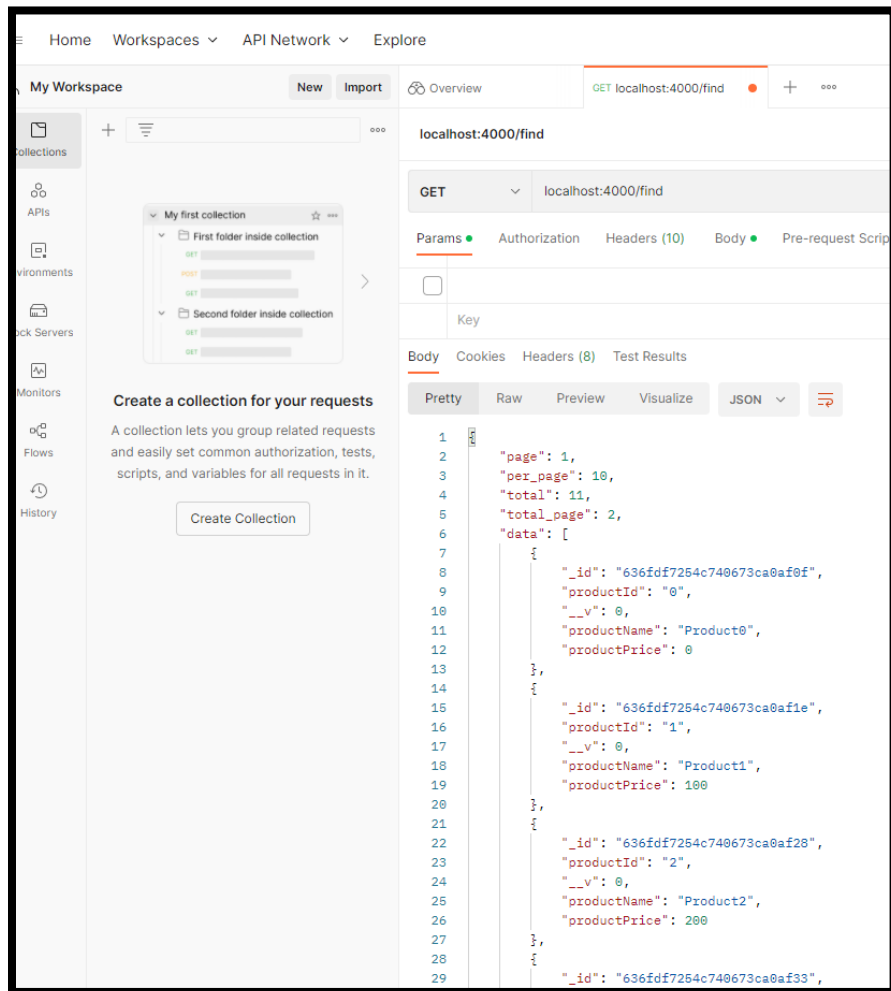 Home Workspaces API Network Explore
My Workspace New Import
Overview GET localhost:4000/find
Collections
APIs
vironments
ock Servers
Monitors
Flows
History
My first collection
First folder inside collection
GET
POST
GET
Second folder inside collection
GET
GET
Create a collection for your requests
A collection lets you group related requests
and easily set common authorization, tests,
scripts, and variables for all requests in it.
Create Collection
localhost:4000/find
GET localhost:4000/find
Params Authorization Headers (10) Body Pre-request Scrip
Key
Body Cookies Headers (8) Test Results
Pretty Raw Preview Visualize JSON
1 {
2 "page": 1,
3 "per_page": 10,
4 "total": 11,
5 "total_page": 2,
6 "data": [
7 {
8 "_id": "636fdf7254c740673ca0af0f",
9 "productId": "0",
10 "__v": 0,
11 "productName": "Product0",
12 "productPrice": 0
13 },
14 {
15 "_id": "636fdf7254c740673ca0af1e",
16 "productId": "1",
17 "__v": 0,
18 "productName": "Product1",
19 "productPrice": 100
20 },
21 {
22 "_id": "636fdf7254c740673ca0af28",
23 "productId": "2",
24 "__v": 0,
25 "productName": "Product2",
26 "productPrice": 200
27 },
28 {
29 "_id": "636fdf7254c740673ca0af33",